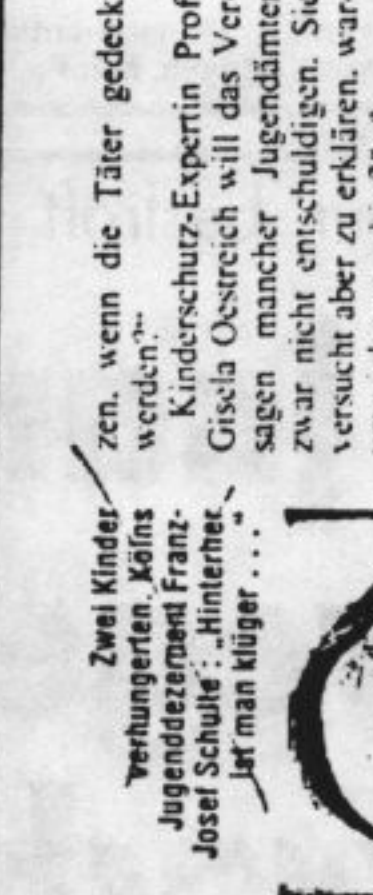 Zwei Kinder
verhungerten. Kölns
Jugenddezernent Franz-
Josef Schulte: „Hinterher
ist man klüger . . . “
zen, wenn die Täter gedeck
werden?“
Kinderschutz-Expertin Prof
Gisela Oestreich will das Ver
sagen mancher Jugendämter
zwar nicht entschuldigen. Sie
versucht aber zu erklären, war-